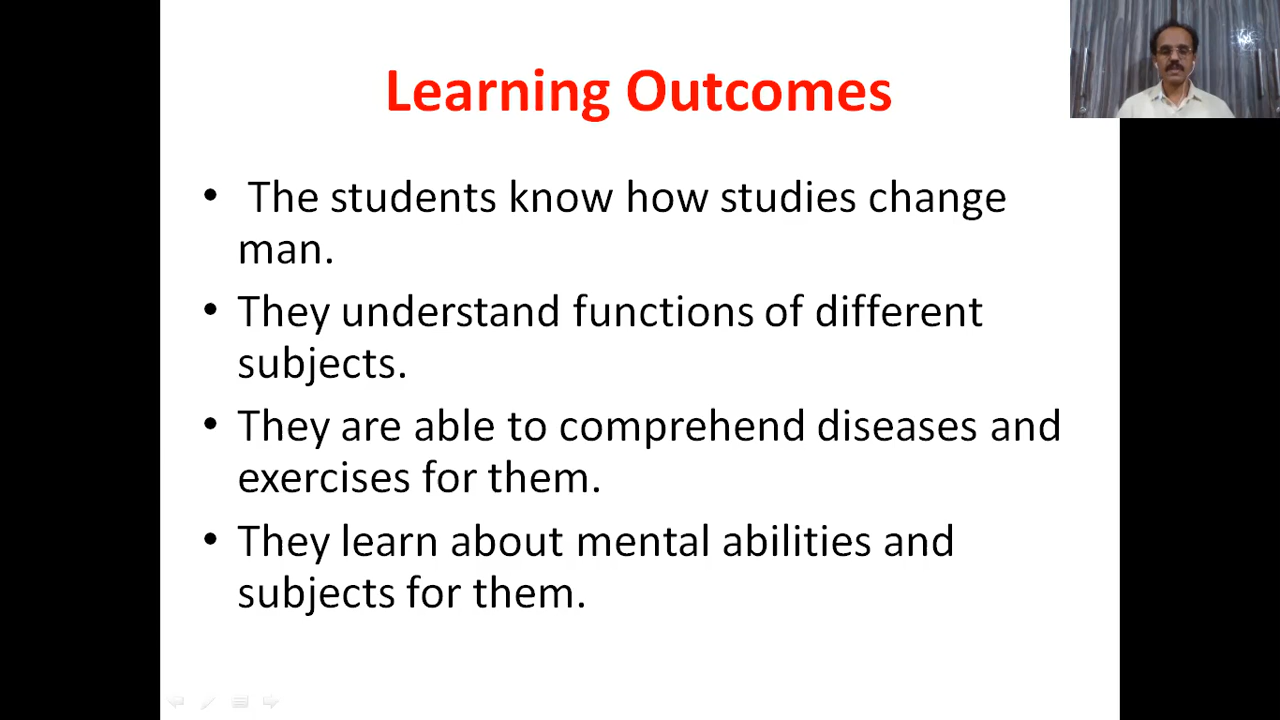 Learning Outcomes
• The students know how studies change
man.
• They understand functions of different
subjects.
• They are able to comprehend diseases and
exercises for them.
• They learn about mental abilities and
subjects for them.